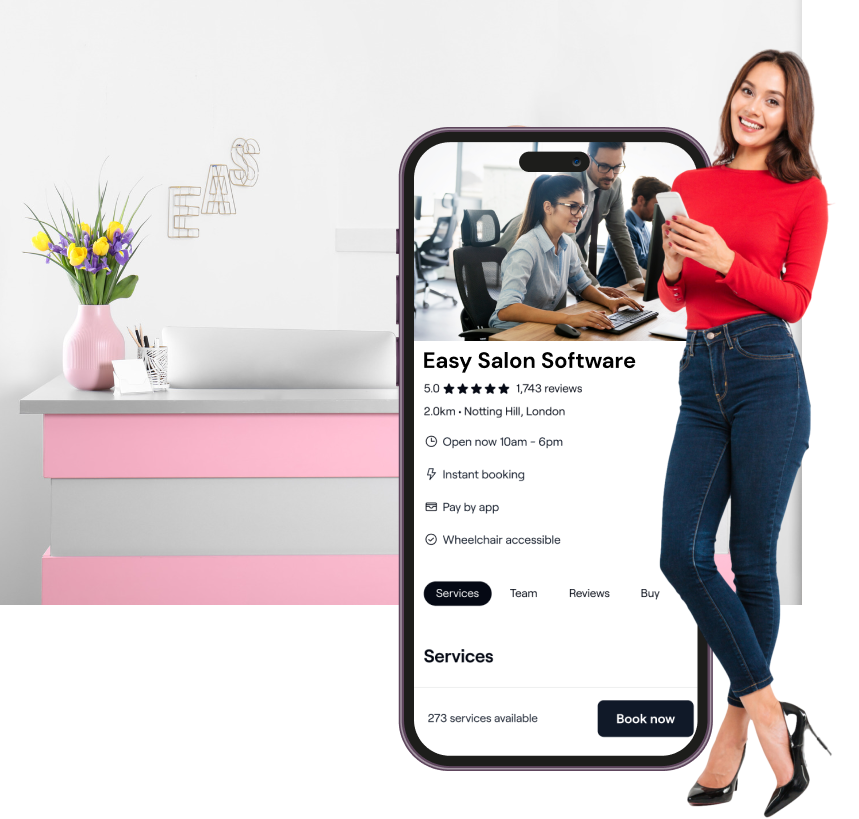 EAS
Easy Salon Software
5.0 ★★★★★ 1,743 reviews
2.0km • Notting Hill, London
Open now 10am - 6pm
Instant booking
Pay by app
Wheelchair accessible
Services Team Reviews Buy
Services
273 services available Book now